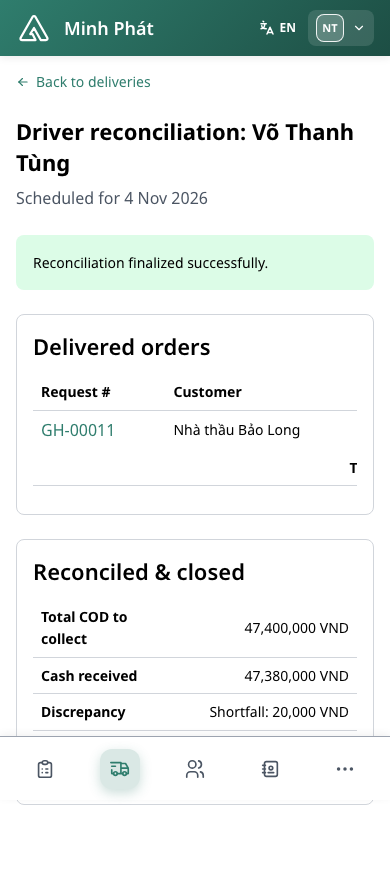 Minh Phát
EN
NT
Back to deliveries
Driver reconciliation: Võ Thanh
Tùng
Scheduled for 4 Nov 2026
Reconciliation finalized successfully.
Delivered orders
Request # Customer
GH-00011 Nhà thầu Bảo Long
T
Reconciled & closed
Total COD to
collect
47,400,000 VND
Cash received 47,380,000 VND
Discrepancy Shortfall: 20,000 VND